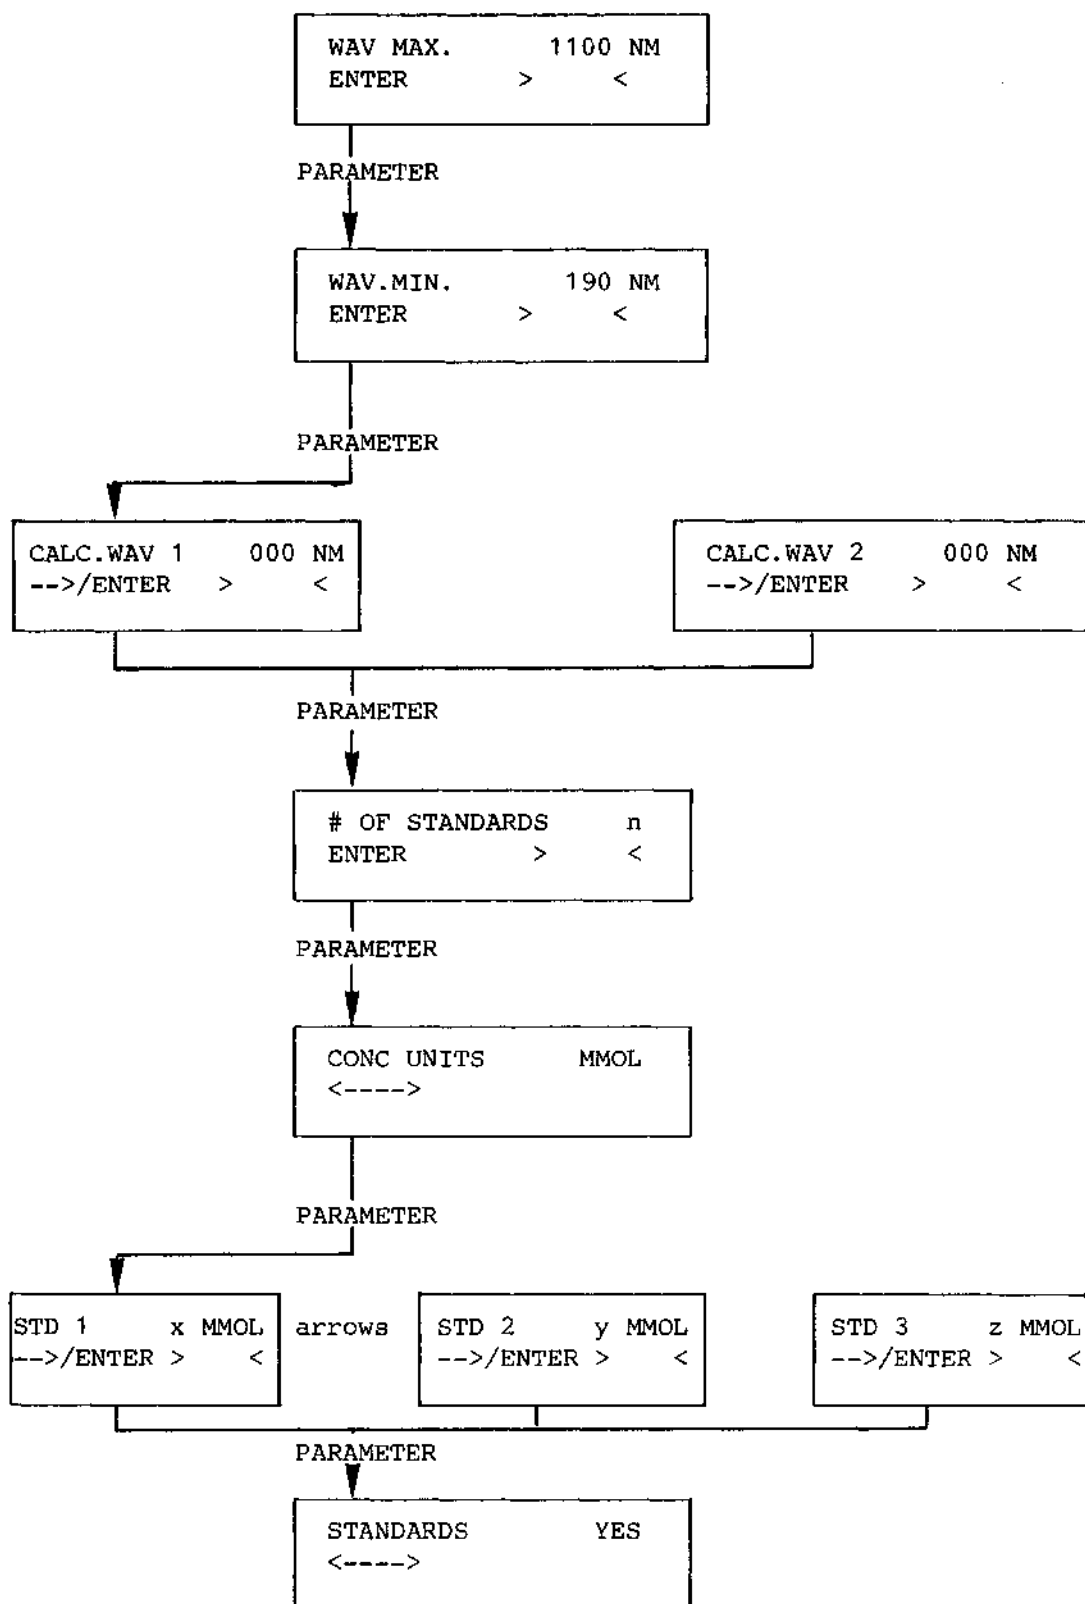 WAV MAX. 1100 NM
ENTER > <
PARAMETER
WAV.MIN. 190 NM
ENTER > <
PARAMETER
CALC.WAV 1 000 NM
-->/ENTER > <
CALC.WAV 2 000 NM
-->/ENTER > <
PARAMETER
# OF STANDARDS n
ENTER > <
PARAMETER
CONC UNITS MMOL
<---->
PARAMETER
STD 1 x MMOL
-->/ENTER > <
arrows
STD 2 y MMOL
-->/ENTER > <
STD 3 z MMOL
-->/ENTER > <
PARAMETER
STANDARDS YES
<---->